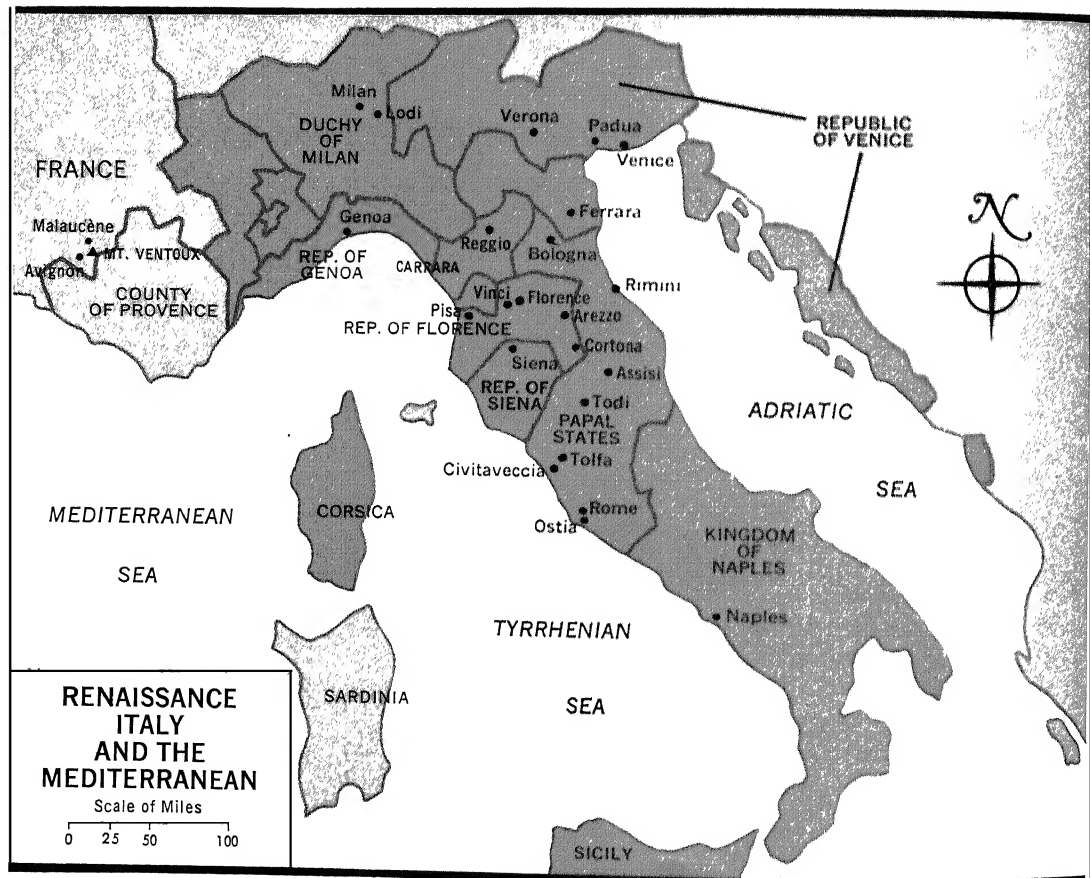 Milan
Lodi
DUCHY
OF
MILAN
Verona
Padua
Venice
REPUBLIC
OF VENICE
FRANCE
Malaucène
MT. VENTOUX
Avignon
COUNTY
OF PROVENCE
Genoa
REP. OF
GENOA
CARRARA
Reggio
Ferrara
Bologna
N
Rimini
Vinci
Florence
Pisa
Arezzo
REP. OF FLORENCE
Cortona
Siena
REP. OF
SIENA
Assisi
Todi
PAPAL
STATES
ADRIATIC
SEA
Tolfa
Civitaveccia
Rome
Ostia
MEDITERRANEAN
SEA
CORSICA
KINGDOM
OF
NAPLES
Naples
TYRRHENIAN
SEA
SARDINIA
SICILY
RENAISSANCE
ITALY
AND THE
MEDITERRANEAN
Scale of Miles
0 25 50 100